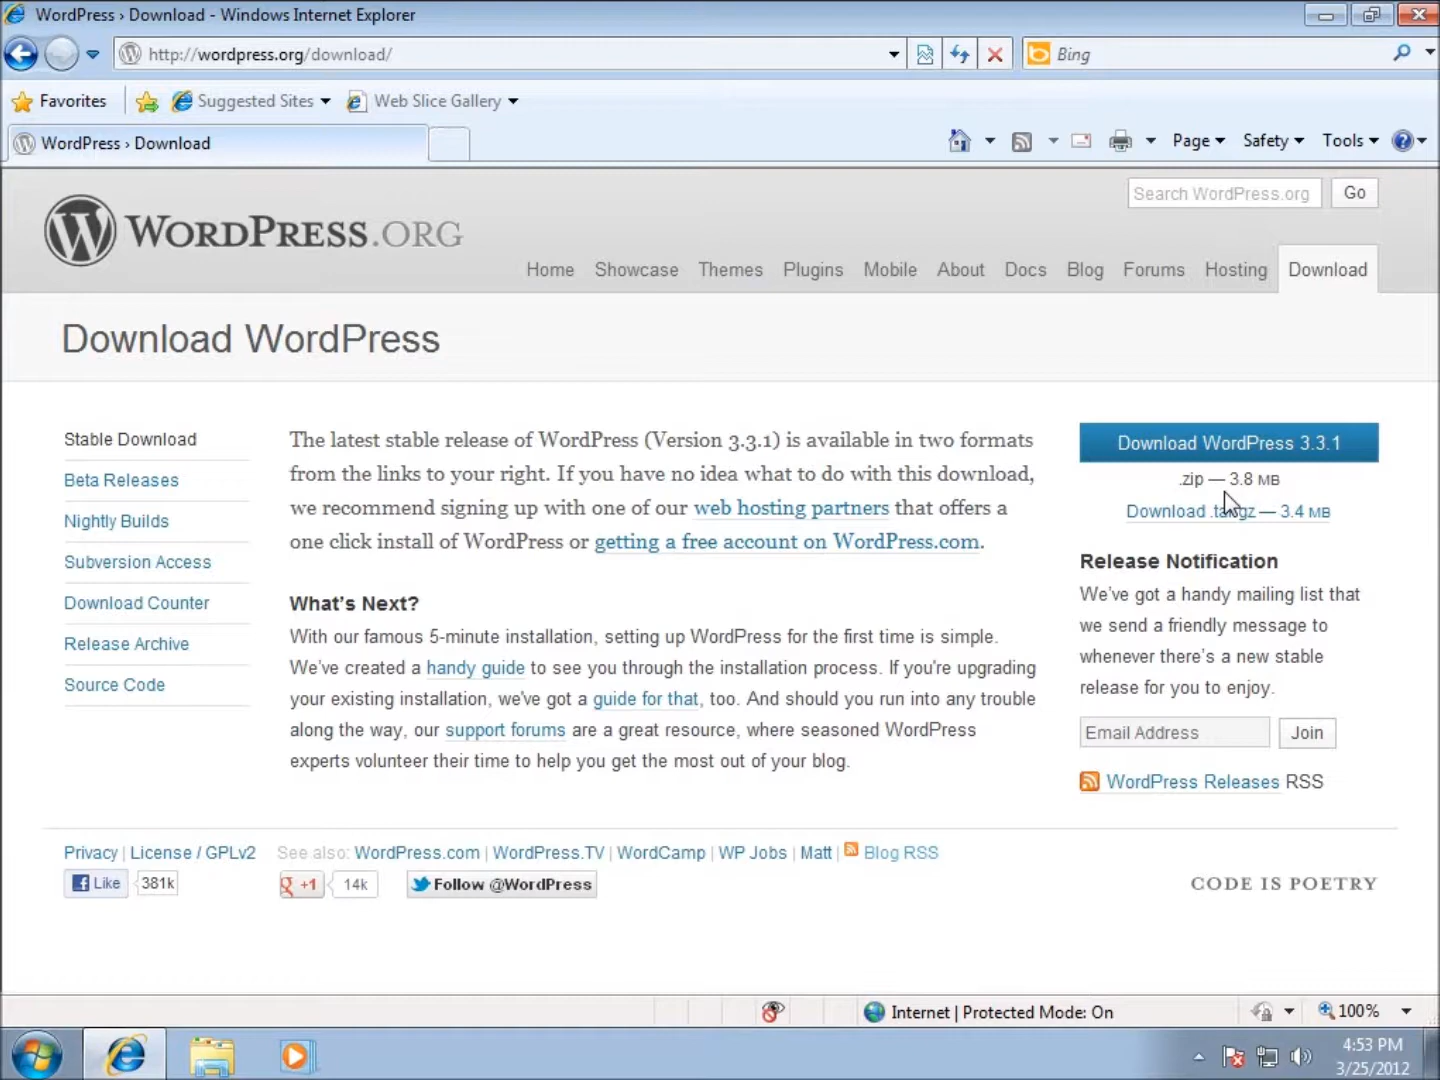 WordPress › Download - Windows Internet Explorer
http://wordpress.org/download/
Bing
Favorites
Suggested Sites
Web Slice Gallery
WordPress › Download
Page
Safety
Tools
Search WordPress.org
Go
WORDPRESS.ORG
Home Showcase Themes Plugins Mobile About Docs Blog Forums Hosting Download
Download WordPress
Stable Download
Beta Releases
Nightly Builds
Subversion Access
Download Counter
Release Archive
Source Code
The latest stable release of WordPress (Version 3.3.1) is available in two formats
from the links to your right. If you have no idea what to do with this download,
we recommend signing up with one of our web hosting partners that offers a
one click install of WordPress or getting a free account on WordPress.com.
What's Next?
With our famous 5-minute installation, setting up WordPress for the first time is simple.
We've created a handy guide to see you through the installation process. If you're upgrading
your existing installation, we've got a guide for that, too. And should you run into any trouble
along the way, our support forums are a great resource, where seasoned WordPress
experts volunteer their time to help you get the most out of your blog.
Download WordPress 3.3.1
.zip — 3.8 MB
Download .tar.gz — 3.4 MB
Release Notification
We've got a handy mailing list that
we send a friendly message to
whenever there's a new stable
release for you to enjoy.
Email Address
Join
WordPress Releases RSS
Privacy | License / GPLv2
See also: WordPress.com | WordPress.TV | WordCamp | WP Jobs | Matt | Blog RSS
Like 381k
+1 14k
Follow @WordPress
CODE IS POETRY
Internet | Protected Mode: On
100%
4:53 PM
3/25/2012